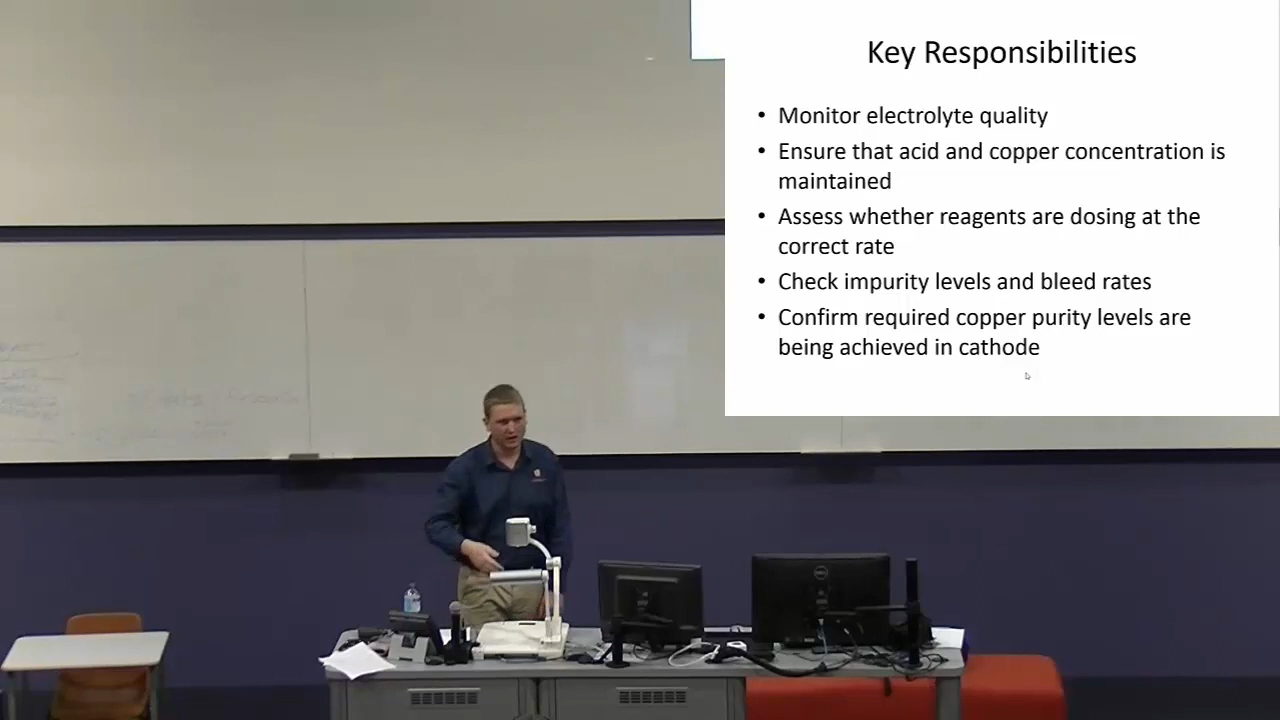 Key Responsibilities
• Monitor electrolyte quality
• Ensure that acid and copper concentration is
maintained
• Assess whether reagents are dosing at the
correct rate
• Check impurity levels and bleed rates
• Confirm required copper purity levels are
being achieved in cathode
DELL